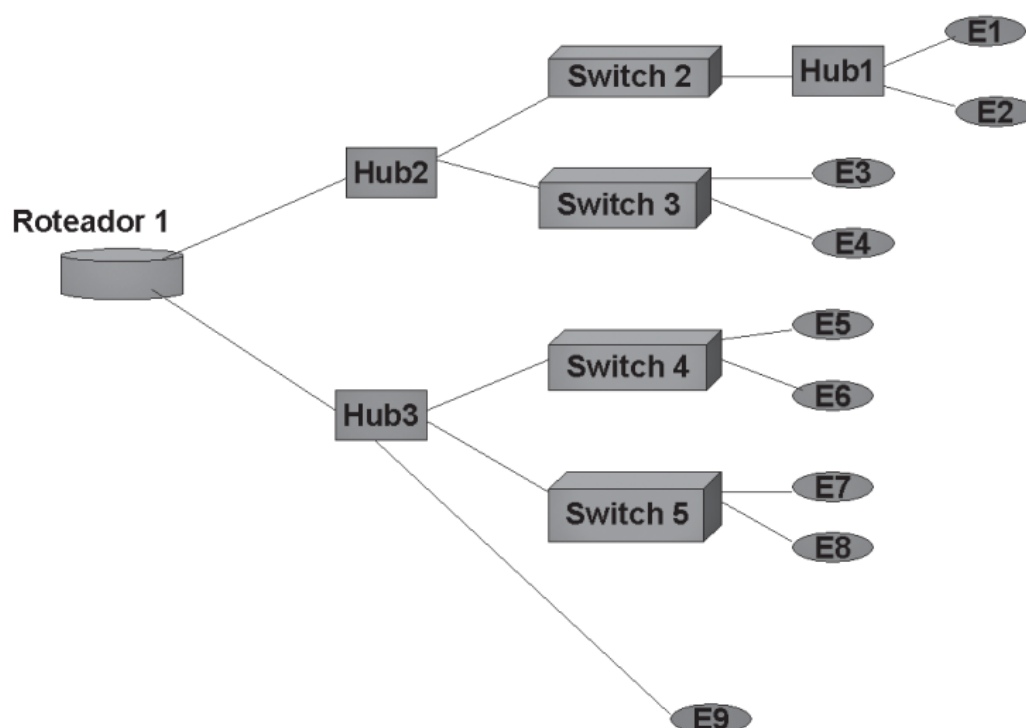 E1
Switch 2
Hub1
E2
Hub2
E3
Switch 3
Roteador 1
E4
E5
Switch 4
E6
Hub3
E7
Switch 5
E8
E9